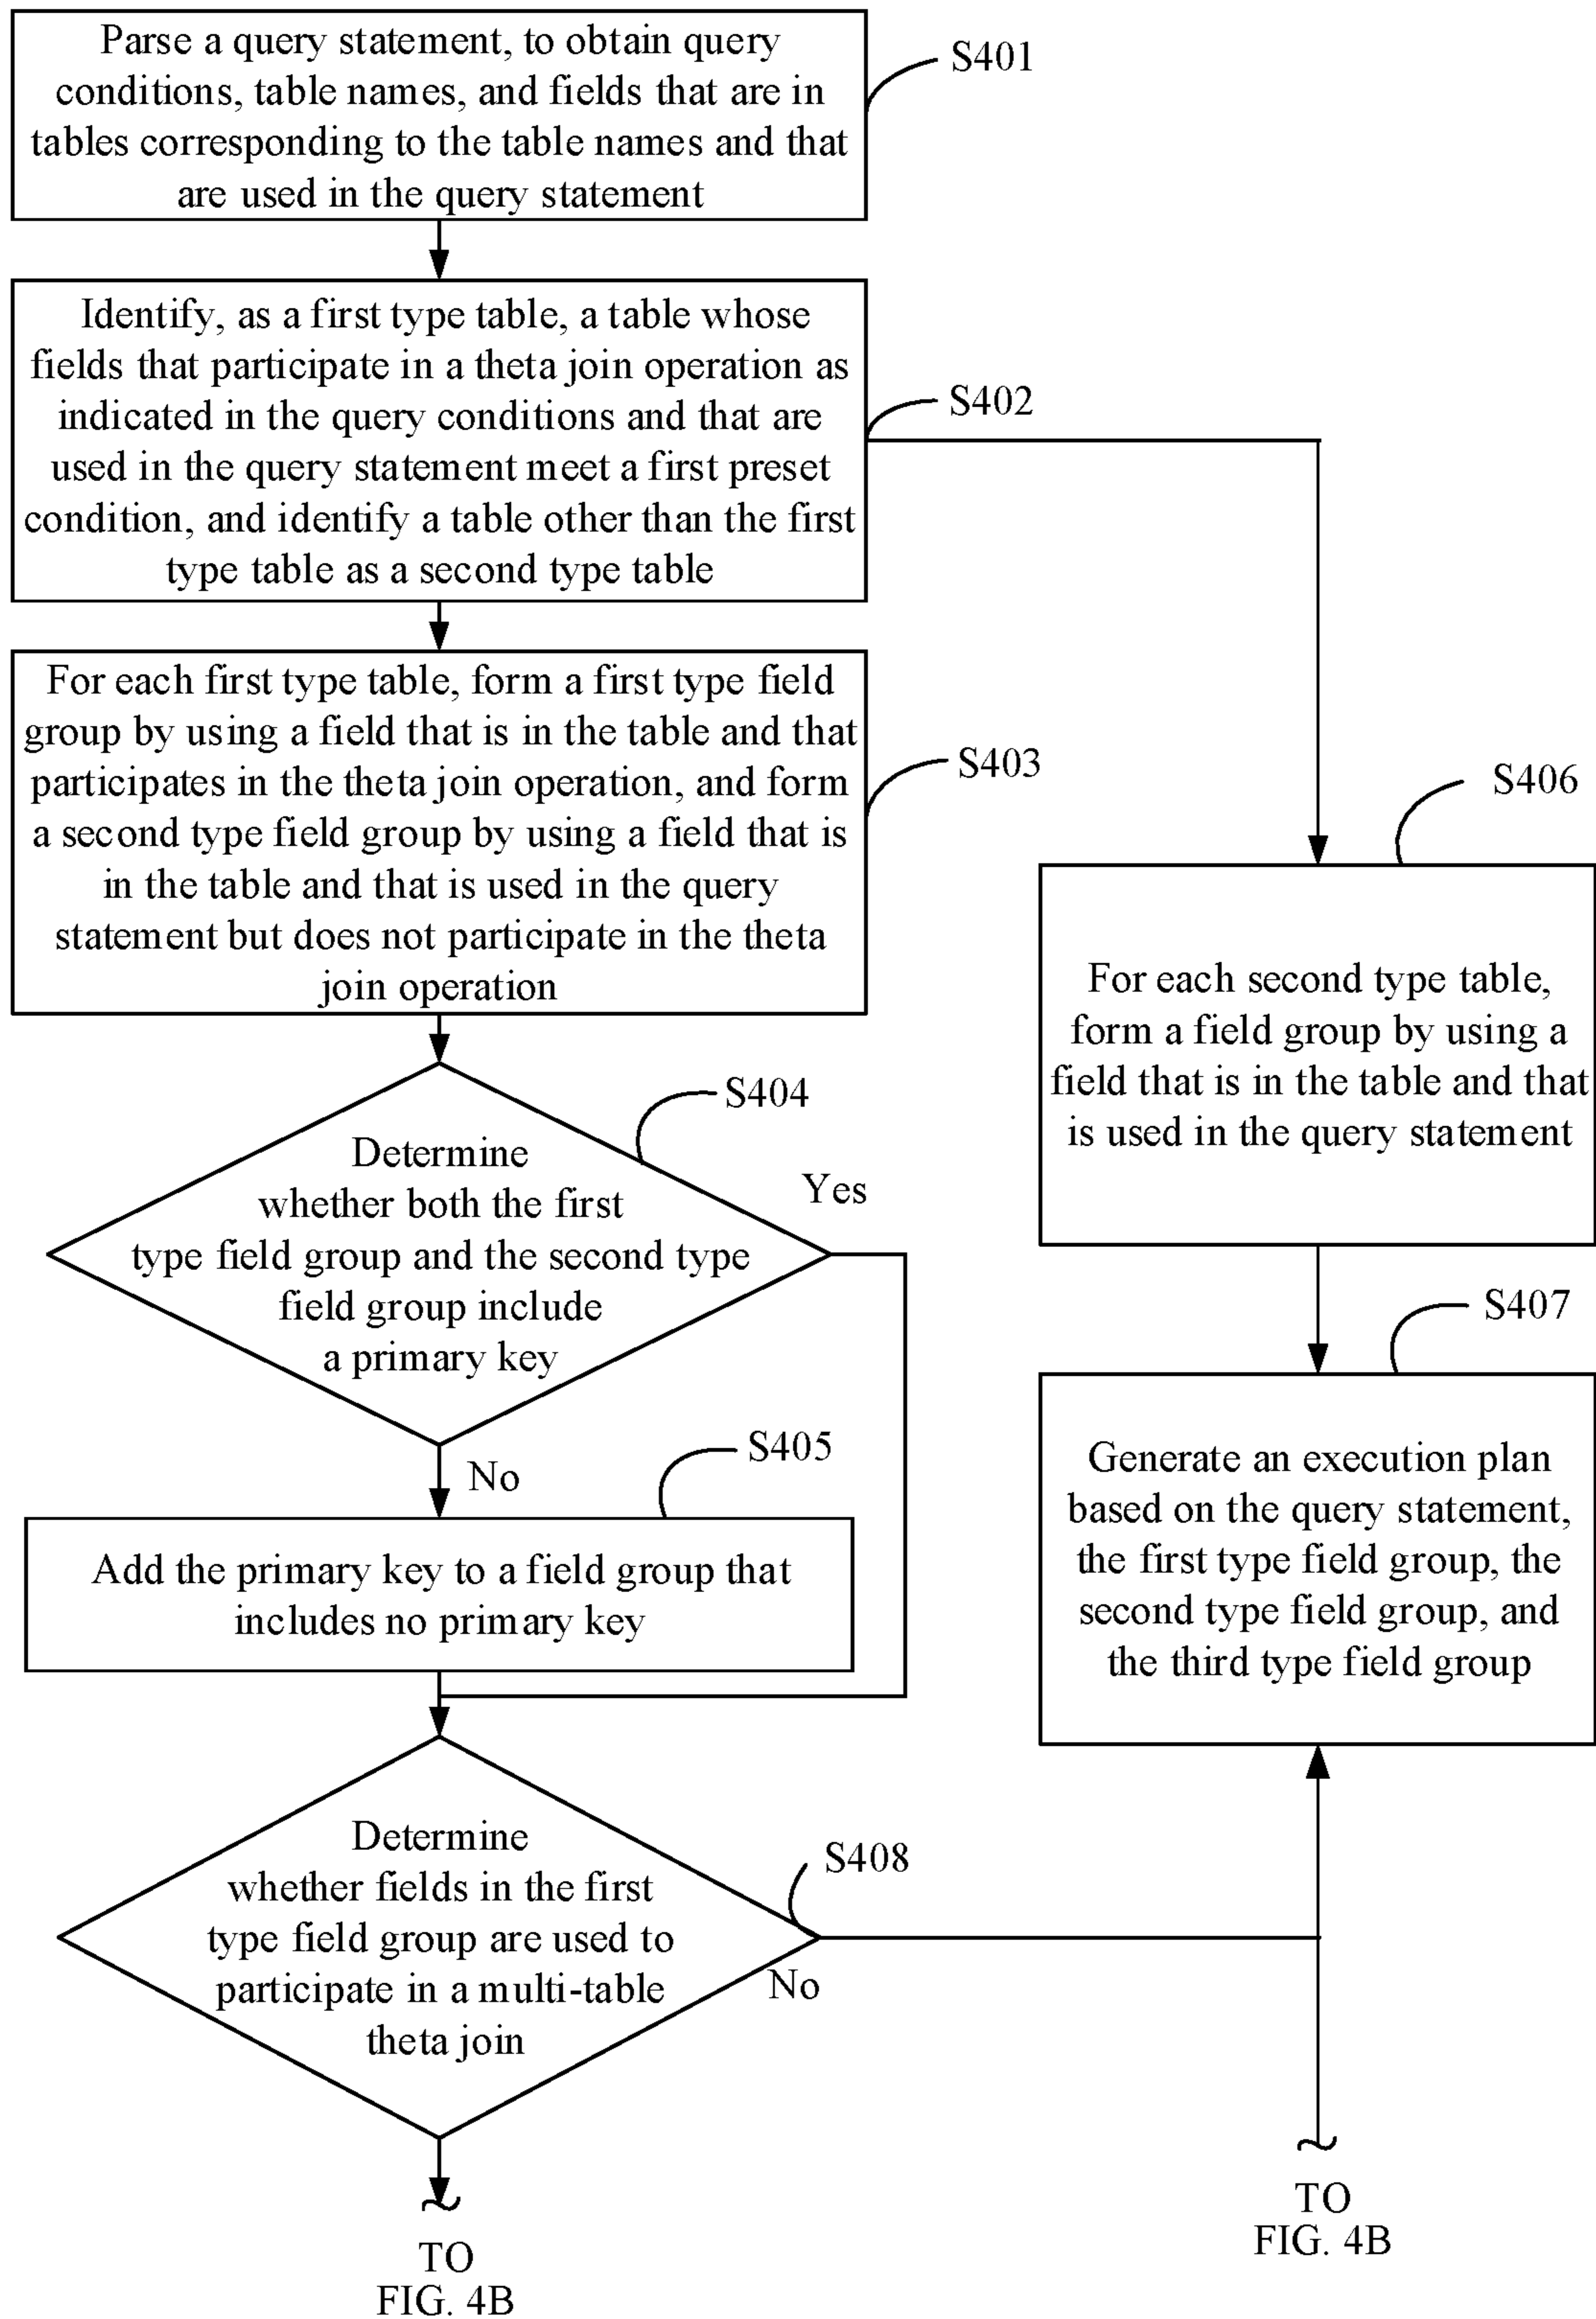 Parse a query statement, to obtain query
conditions, table names, and fields that are in
tables corresponding to the table names and that
are used in the query statement
S401
Identify, as a first type table, a table whose
fields that participate in a theta join operation as
indicated in the query conditions and that are
used in the query statement meet a first preset
condition, and identify a table other than the first
type table as a second type table
S402
For each first type table, form a first type field
group by using a field that is in the table and that
participates in the theta join operation, and form
a second type field group by using a field that is
in the table and that is used in the query
statement but does not participate in the theta
join operation
S403
S404
Determine
whether both the first
type field group and the second type
field group include
a primary key
Yes
No
S405
Add the primary key to a field group that
includes no primary key
S406
For each second type table,
form a field group by using a
field that is in the table and that
is used in the query statement
S407
Generate an execution plan
based on the query statement,
the first type field group, the
second type field group, and
the third type field group
Determine
whether fields in the first
type field group are used to
participate in a multi-table
theta join
S408
No
TO
FIG. 4B
TO
FIG. 4B